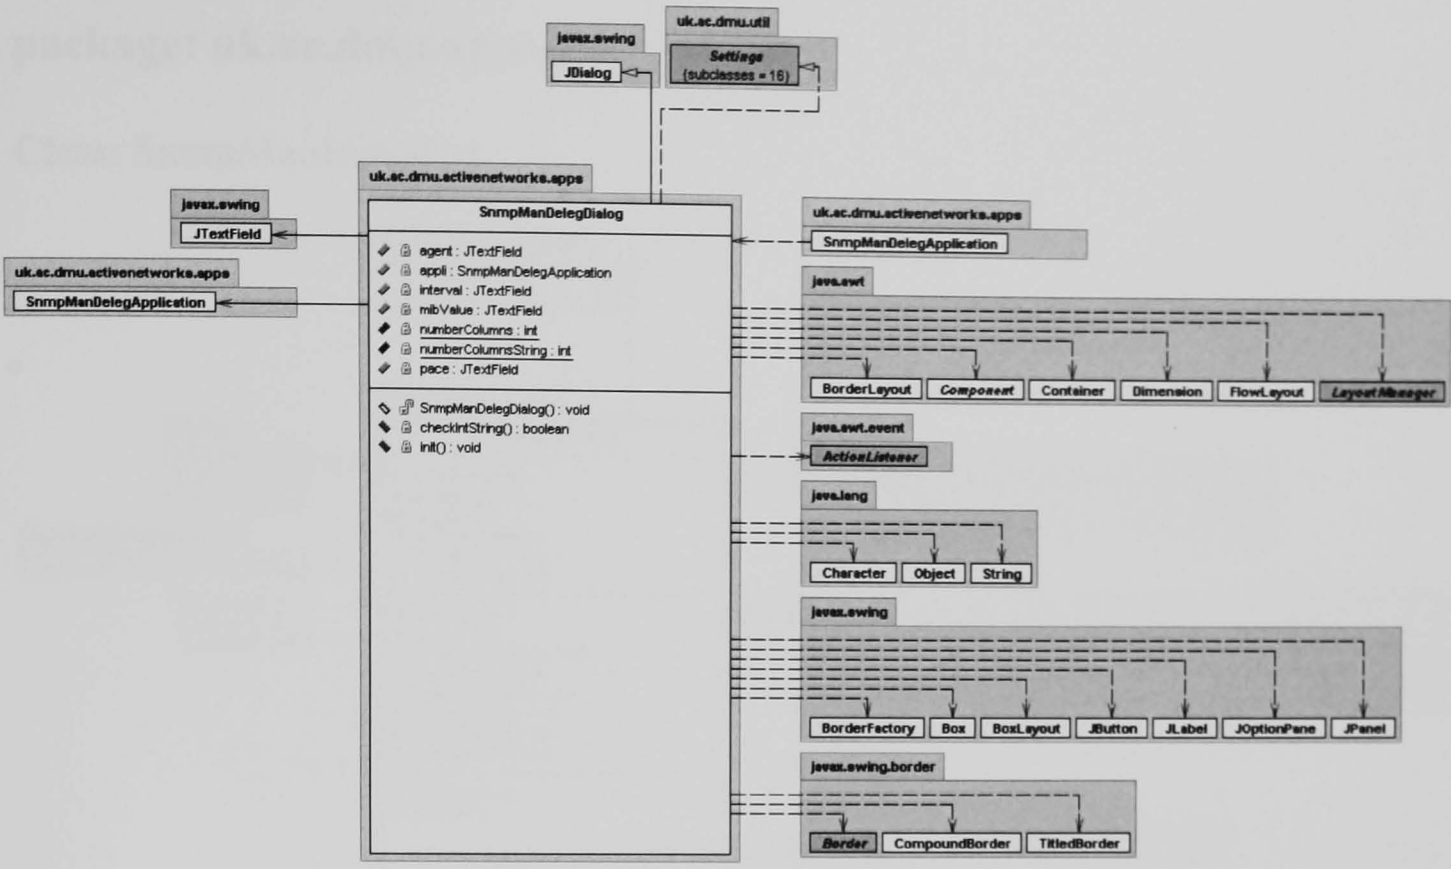 uk.ac.dmu.util
javax.swing
Settings
JDialog
{subclasses = 16}
uk.ac.dmu.activenetworks.apps
javax.swing
JTextField
uk.ac.dmu.activenetworks.apps
SnmpManDelegApplication
SnmpManDelegDialog
agent : JTextField
appli : SnmpManDelegApplication
interval : JTextField
mibValue : JTextField
numberColumns : int
numberColumnsString : int
pace : JTextField
SnmpManDelegDialog() : void
checkIntString() : boolean
init() : void
uk.ac.dmu.activenetworks.apps
SnmpManDelegApplication
java.awt
BorderLayout Component Container Dimension FlowLayout LayoutManager
java.awt.event
ActionListener
java.lang
Character Object String
javax.swing
BorderFactory Box BoxLayout JButton JLabel JOptionPane JPanel
javax.swing.border
Border CompoundBorder TitledBorder